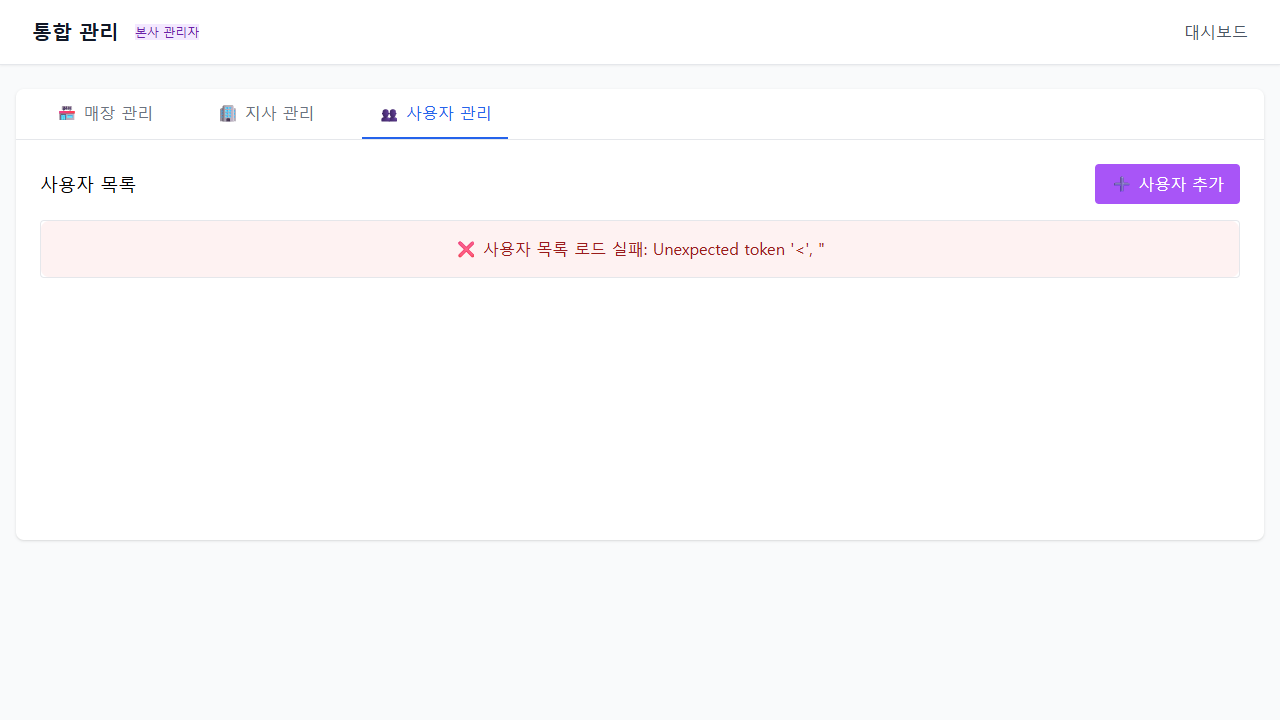 통합 관리 본사 관리자 대시보드
🏪 매장 관리 🏢 지사 관리 👥 사용자 관리
사용자 목록 ➕ 사용자 추가
❌ 사용자 목록 로드 실패: Unexpected token '<', "